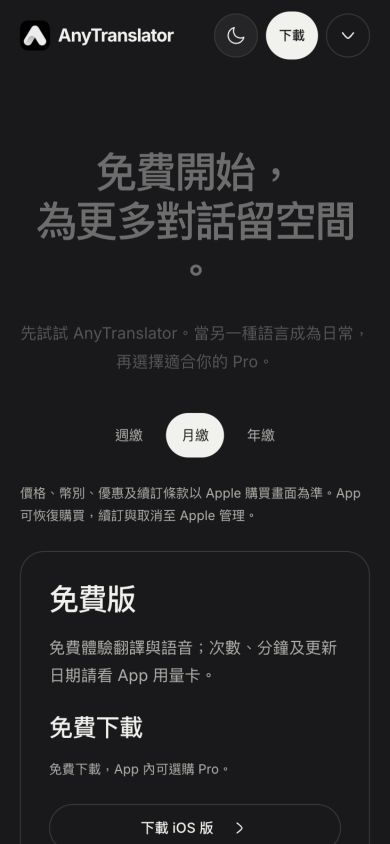 AnyTranslator
下載
免費開始，
為更多對話留空間
。
先試試 AnyTranslator。當另一種語言成為日常，
再選擇適合你的 Pro。
週繳
月繳
年繳
價格、幣別、優惠及續訂條款以 Apple 購買畫面為準。App
可恢復購買，續訂與取消至 Apple 管理。
免費版
免費體驗翻譯與語音；次數、分鐘及更新
日期請看 App 用量卡。
免費下載
免費下載，App 內可選購 Pro。
下載 iOS 版